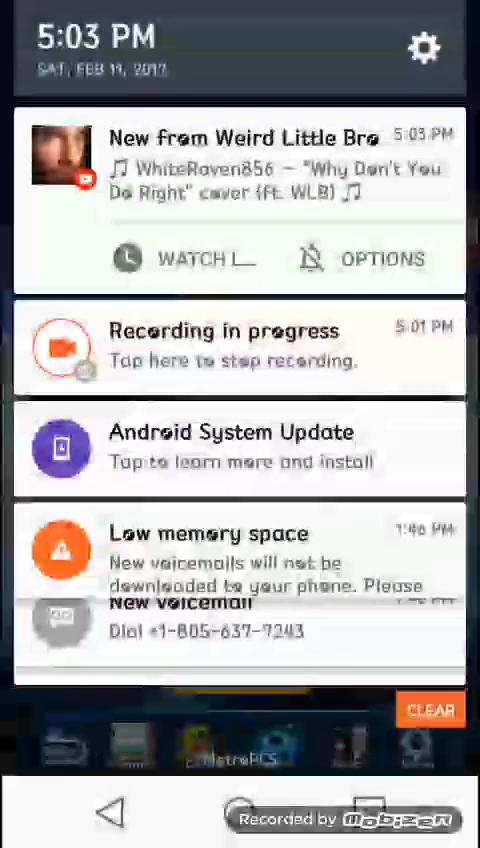 5:03 PM
SAT, FEB 11, 2017
New from Weird Little Bro 5:03 PM
♫ WhiteRaven856 - "Why Don't You
Do Right" cover (ft. WLB) ♫
WATCH L... OPTIONS
Recording in progress 5:01 PM
Tap here to stop recording.
Android System Update
Tap to learn more and install
Low memory space 1:46 PM
New voicemails will not be
downloaded to your phone. Please
New voicemail
Dial +1-805-637-7243
CLEAR
MetroPCS
Recorded by mobizen